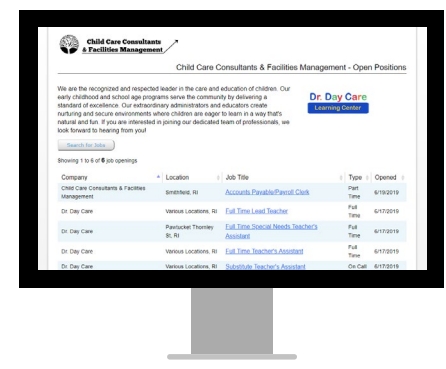 Child Care Consultants
& Facilities Management
Child Care Consultants & Facilities Management - Open Positions
We are the recognized and respected leader in the care and education of children. Our
early childhood and school age programs serve the community by delivering a
standard of excellence. Our extraordinary administrators and educators create
nurturing and secure environments where children are eager to learn in a way that's
natural and fun. If you are interested in joining our dedicated team of professionals, we
look forward to hearing from you!
Dr. Day Care
Learning Center
Search for Jobs
Showing 1 to 6 of 6 job openings
Company Location Job Title Type Opened
Child Care Consultants & Facilities Management Smithfield, RI Accounts Payable/Payroll Clerk Part Time 6/19/2019
Dr. Day Care Various Locations, RI Full Time Lead Teacher Full Time 6/17/2019
Dr. Day Care Pawtucket Thornley St, RI Full Time Special Needs Teacher's Assistant Full Time 6/17/2019
Dr. Day Care Various Locations, RI Full Time Teacher's Assistant Full Time 6/17/2019
Dr. Day Care Various Locations, RI Substitute Teacher's Assistant On Call 6/17/2019